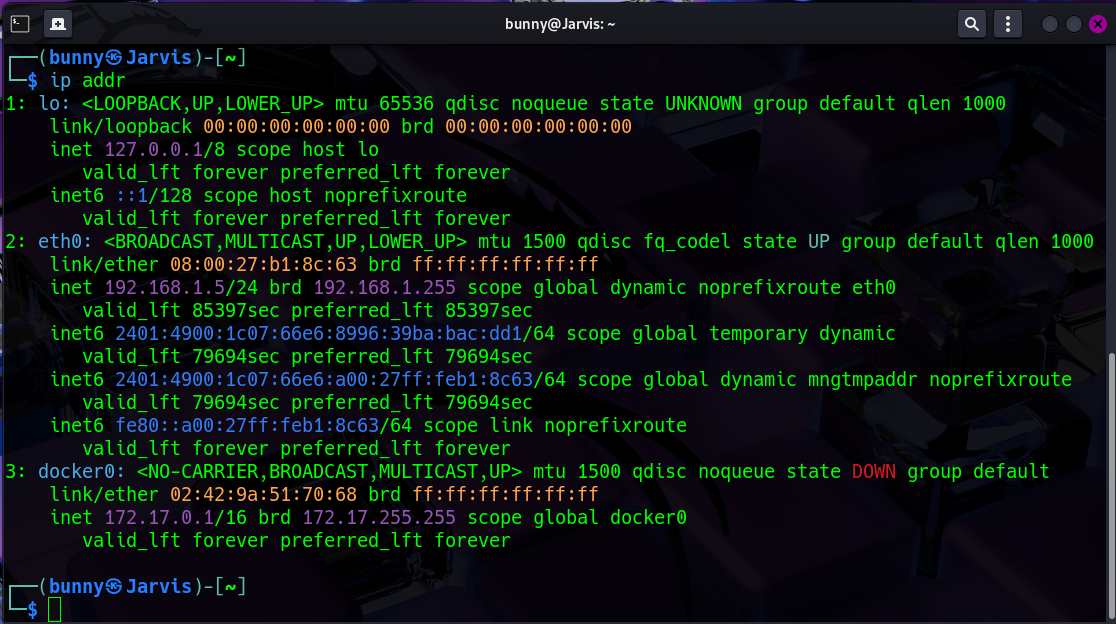 bunny@Jarvis: ~
┌──(bunny㉿Jarvis)-[~]
└─$ ip addr
1: lo: <LOOPBACK,UP,LOWER_UP> mtu 65536 qdisc noqueue state UNKNOWN group default qlen 1000
    link/loopback 00:00:00:00:00:00 brd 00:00:00:00:00:00
    inet 127.0.0.1/8 scope host lo
       valid_lft forever preferred_lft forever
    inet6 ::1/128 scope host noprefixroute
       valid_lft forever preferred_lft forever
2: eth0: <BROADCAST,MULTICAST,UP,LOWER_UP> mtu 1500 qdisc fq_codel state UP group default qlen 1000
    link/ether 08:00:27:b1:8c:63 brd ff:ff:ff:ff:ff:ff
    inet 192.168.1.5/24 brd 192.168.1.255 scope global dynamic noprefixroute eth0
       valid_lft 85397sec preferred_lft 85397sec
    inet6 2401:4900:1c07:66e6:8996:39ba:bac:dd1/64 scope global temporary dynamic
       valid_lft 79694sec preferred_lft 79694sec
    inet6 2401:4900:1c07:66e6:a00:27ff:feb1:8c63/64 scope global dynamic mngtmpaddr noprefixroute
       valid_lft 79694sec preferred_lft 79694sec
    inet6 fe80::a00:27ff:feb1:8c63/64 scope link noprefixroute
       valid_lft forever preferred_lft forever
3: docker0: <NO-CARRIER,BROADCAST,MULTICAST,UP> mtu 1500 qdisc noqueue state DOWN group default
    link/ether 02:42:9a:51:70:68 brd ff:ff:ff:ff:ff:ff
    inet 172.17.0.1/16 brd 172.17.255.255 scope global docker0
       valid_lft forever preferred_lft forever
┌──(bunny㉿Jarvis)-[~]
└─$